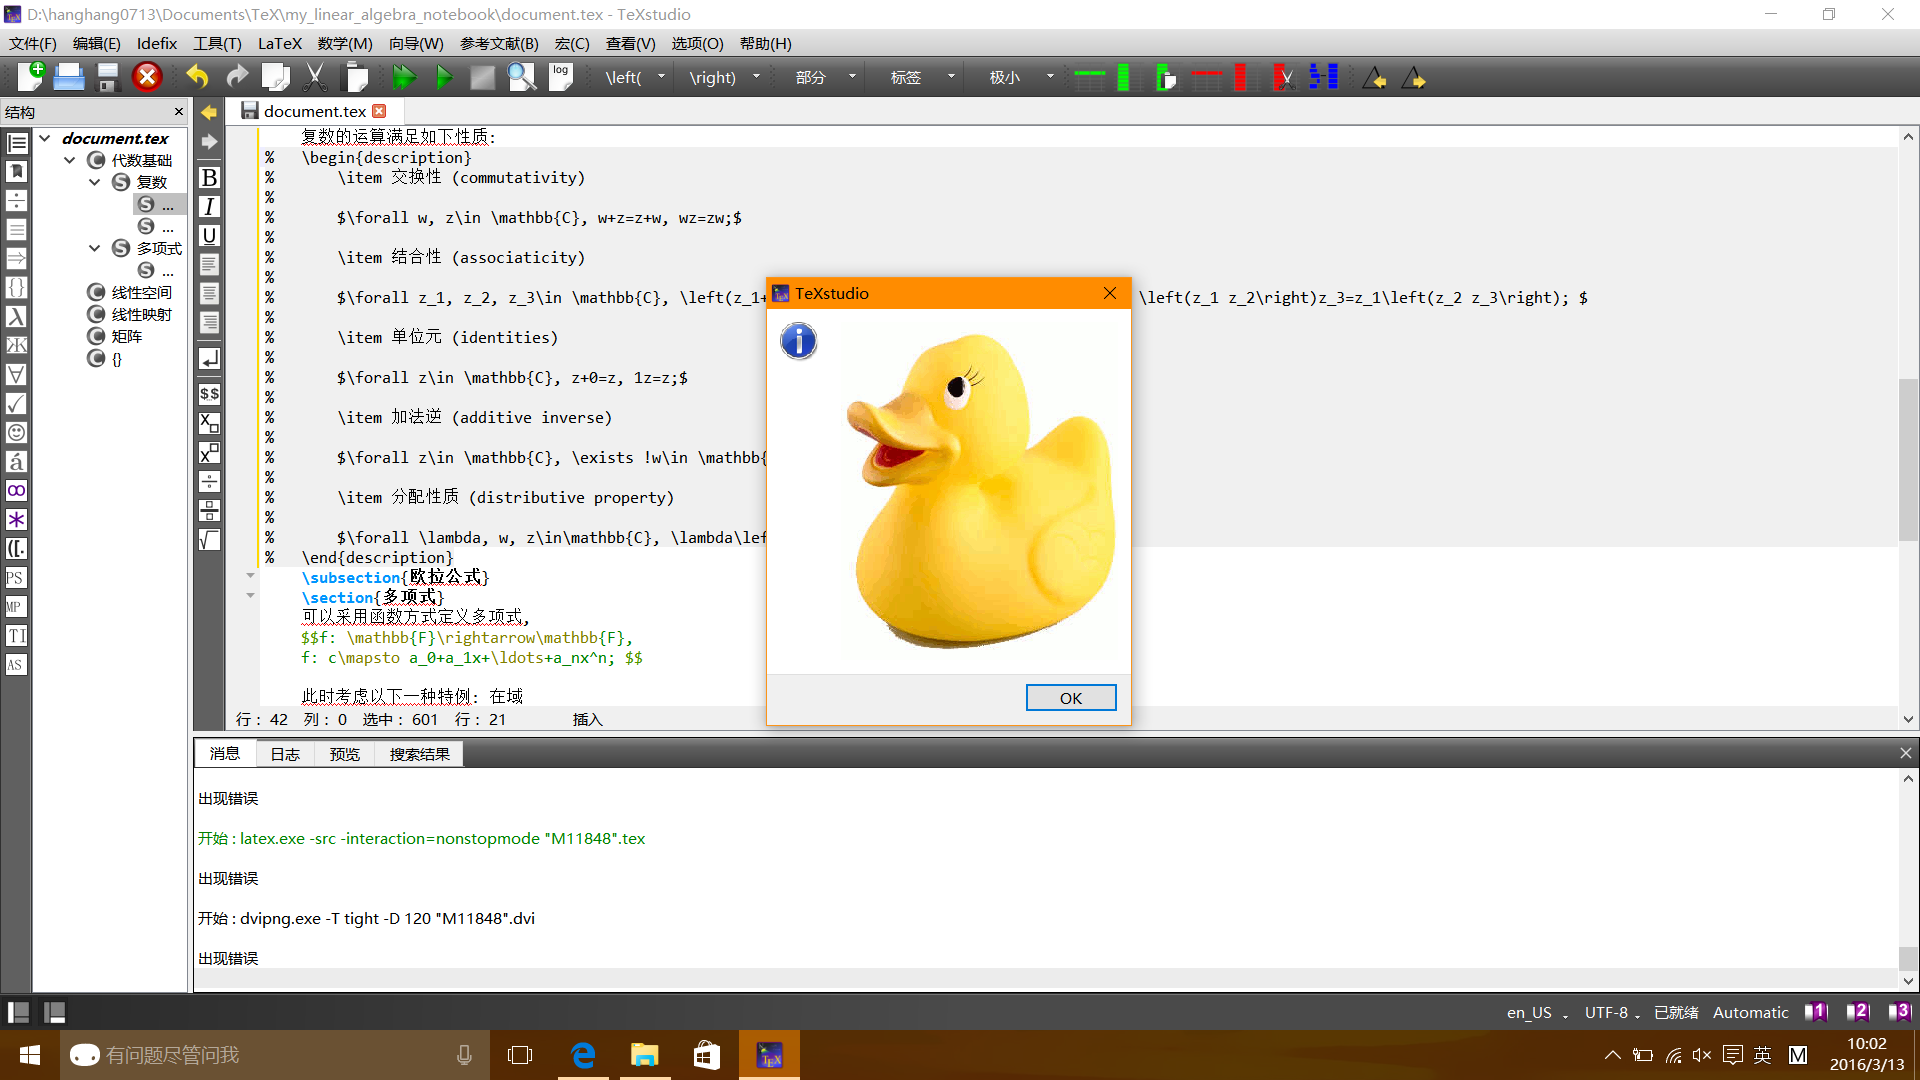 D:\hanghang0713\Documents\TeX\my_linear_algebra_notebook\document.tex - TeXstudio
文件(F) 编辑(E) Idefix 工具(T) LaTeX 数学(M) 向导(W) 参考文献(B) 宏(C) 查看(V) 选项(O) 帮助(H)
log \left( \right) 部分 标签 极小
结构
document.tex
代数基础
复数
...
...
多项式
...
线性空间
线性映射
矩阵
{}
PS
MP
TI
AS
document.tex
复数的运算满足如下性质:
% \begin{description}
% \item 交换性 (commutativity)
%
% $\forall w, z\in \mathbb{C}, w+z=z+w, wz=zw;$
%
% \item 结合性 (associaticity)
%
% $\forall z_1, z_2, z_3\in \mathbb{C}, \left(z_1+ \left(z_1 z_2\right)z_3=z_1\left(z_2 z_3\right); $
%
% \item 单位元 (identities)
%
% $\forall z\in \mathbb{C}, z+0=z, 1z=z;$
%
% \item 加法逆 (additive inverse)
%
% $\forall z\in \mathbb{C}, \exists !w\in \mathbb{
%
% \item 分配性质 (distributive property)
%
% $\forall \lambda, w, z\in\mathbb{C}, \lambda\le
% \end{description}
\subsection{欧拉公式}
\section{多项式}
可以采用函数方式定义多项式,
$$f: \mathbb{F}\rightarrow\mathbb{F},
f: c\mapsto a_0+a_1x+\ldots+a_nx^n; $$
此时考虑以下一种特例: 在域
行: 42 列: 0 选中: 601 行: 21 插入
TeXstudio
OK
消息 日志 预览 搜索结果
出现错误
开始 : latex.exe -src -interaction=nonstopmode "M11848".tex
出现错误
开始 : dvipng.exe -T tight -D 120 "M11848".dvi
出现错误
en_US UTF-8 已就绪 Automatic 1 2 3
有问题尽管问我
英 M
10:02
2016/3/13